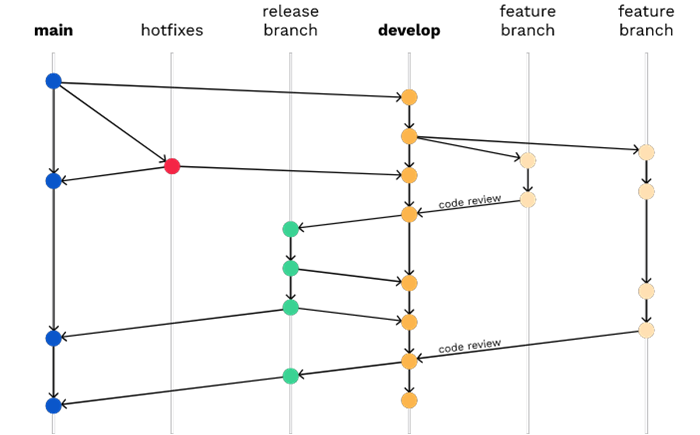 main
hotfixes
release
branch
develop
feature
branch
feature
branch
code review
code review